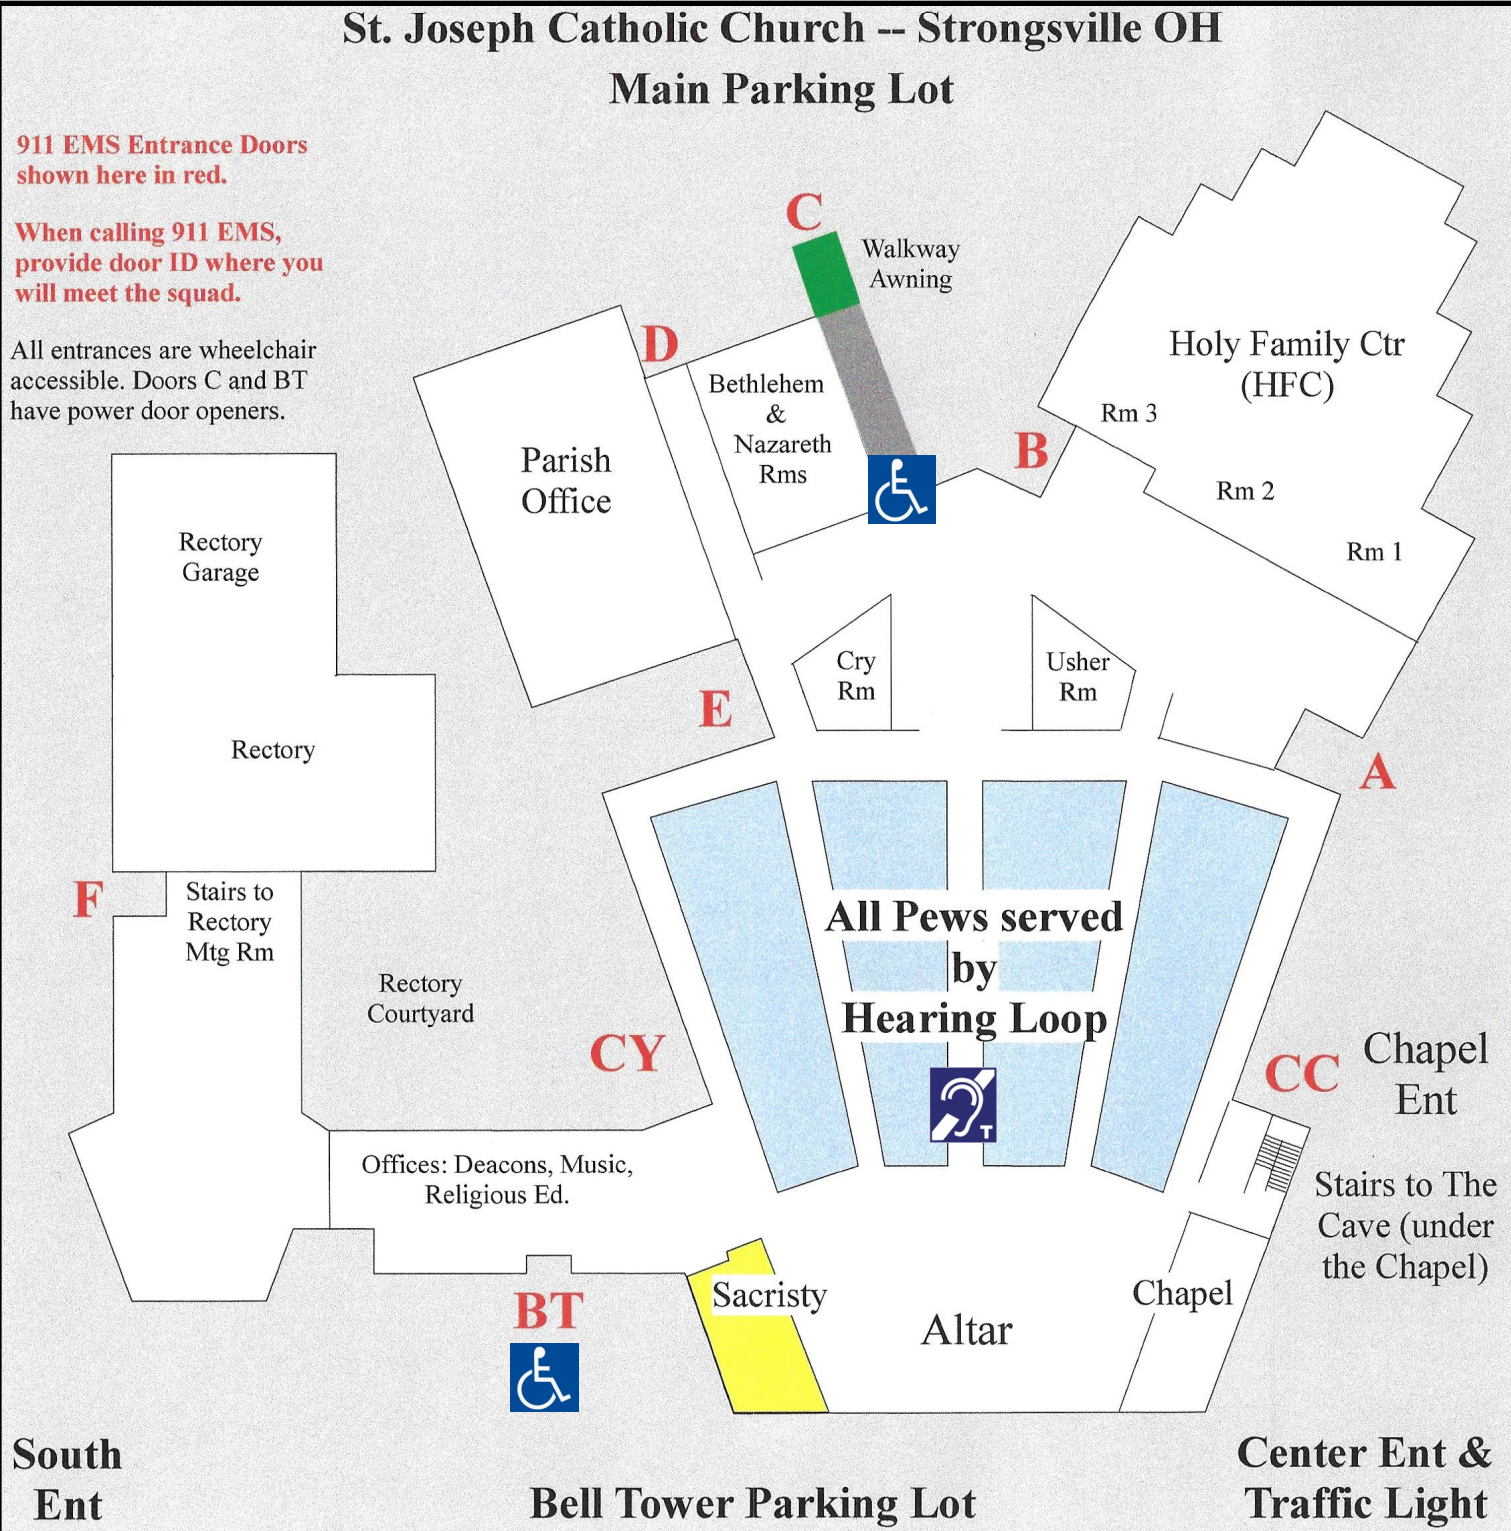 St. Joseph Catholic Church -- Strongsville OH
Main Parking Lot
911 EMS Entrance Doors
shown here in red.
When calling 911 EMS,
provide door ID where you
will meet the squad.
All entrances are wheelchair
accessible. Doors C and BT
have power door openers.
C
Walkway
Awning
D
Bethlehem
&
Nazareth
Rms
B
Holy Family Ctr
(HFC)
Rm 3
Rm 2
Rm 1
Parish
Office
Rectory
Garage
Cry
Rm
Usher
Rm
E
Rectory
A
F
Stairs to
Rectory
Mtg Rm
All Pews served
by
Hearing Loop
T
Rectory
Courtyard
CY
CC
Chapel
Ent
Offices: Deacons, Music,
Religious Ed.
Stairs to The
Cave (under
the Chapel)
BT
Sacristy
Altar
Chapel
South
Ent
Bell Tower Parking Lot
Center Ent &
Traffic Light